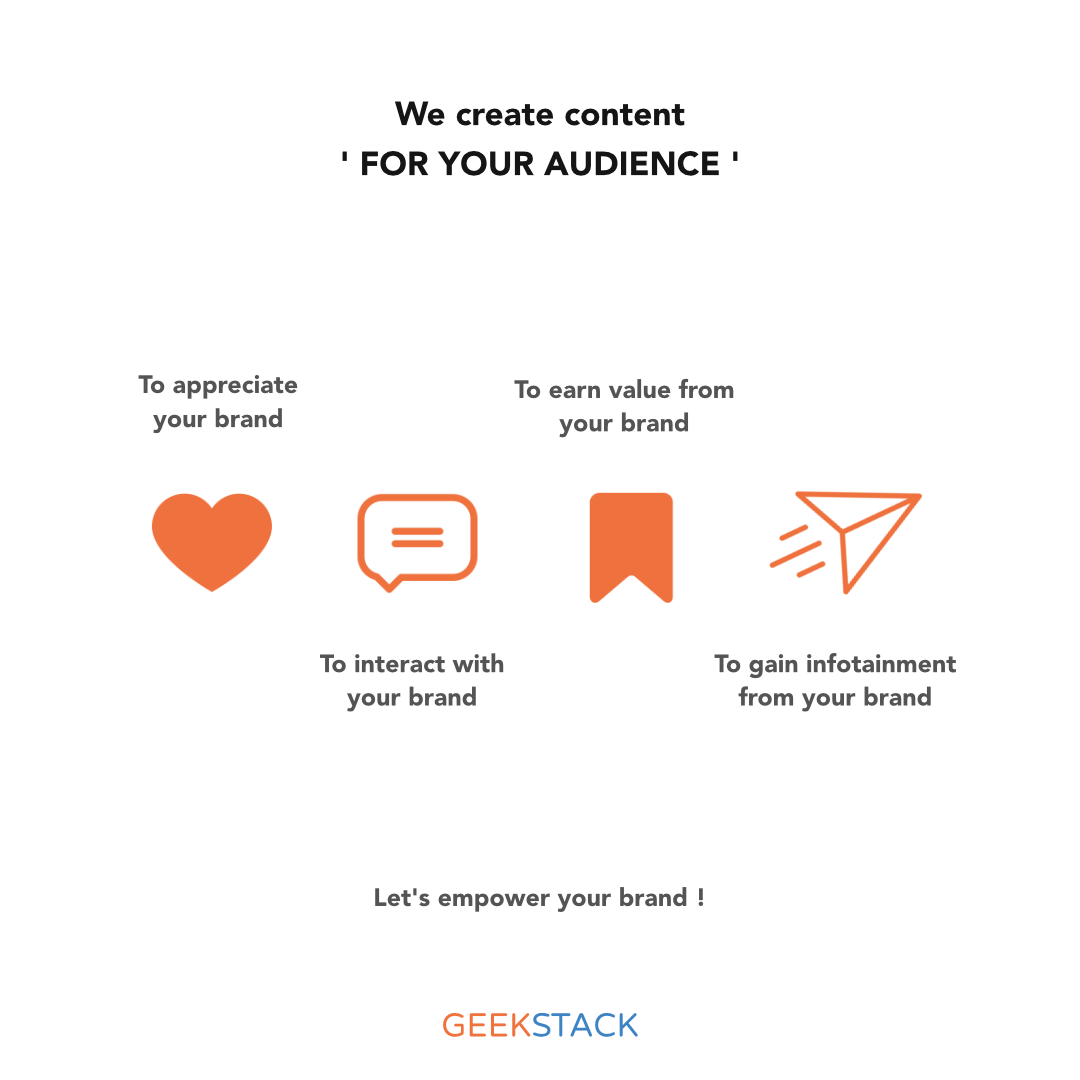 We create content
' FOR YOUR AUDIENCE '
To appreciate
your brand
To earn value from
your brand
To interact with
your brand
To gain infotainment
from your brand
Let's empower your brand !
GEEKSTACK